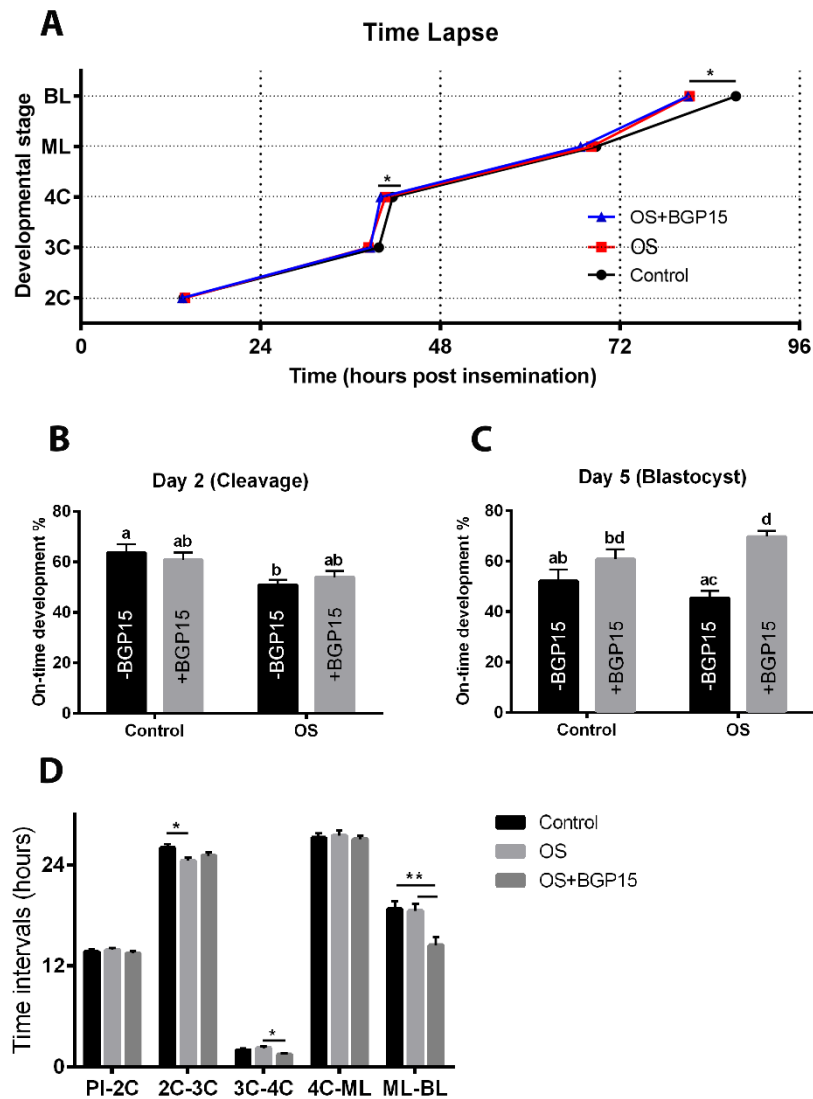 A
Time Lapse
*
BL
ML
4C
3C
2C
*
Developmental stage
OS+BGP15
OS
Control
0 24 48 72 96
Time (hours post insemination)
B
Day 2 (Cleavage)
80
60
40
20
0
On-time development %
a ab b ab
-BGP15 +BGP15 -BGP15 +BGP15
Control OS
C
Day 5 (Blastocyst)
80
60
40
20
0
On-time development %
ab bd ac d
-BGP15 +BGP15 -BGP15 +BGP15
Control OS
D
24
12
0
Time intervals (hours)
* * **
Control
OS
OS+BGP15
PI-2C 2C-3C 3C-4C 4C-ML ML-BL